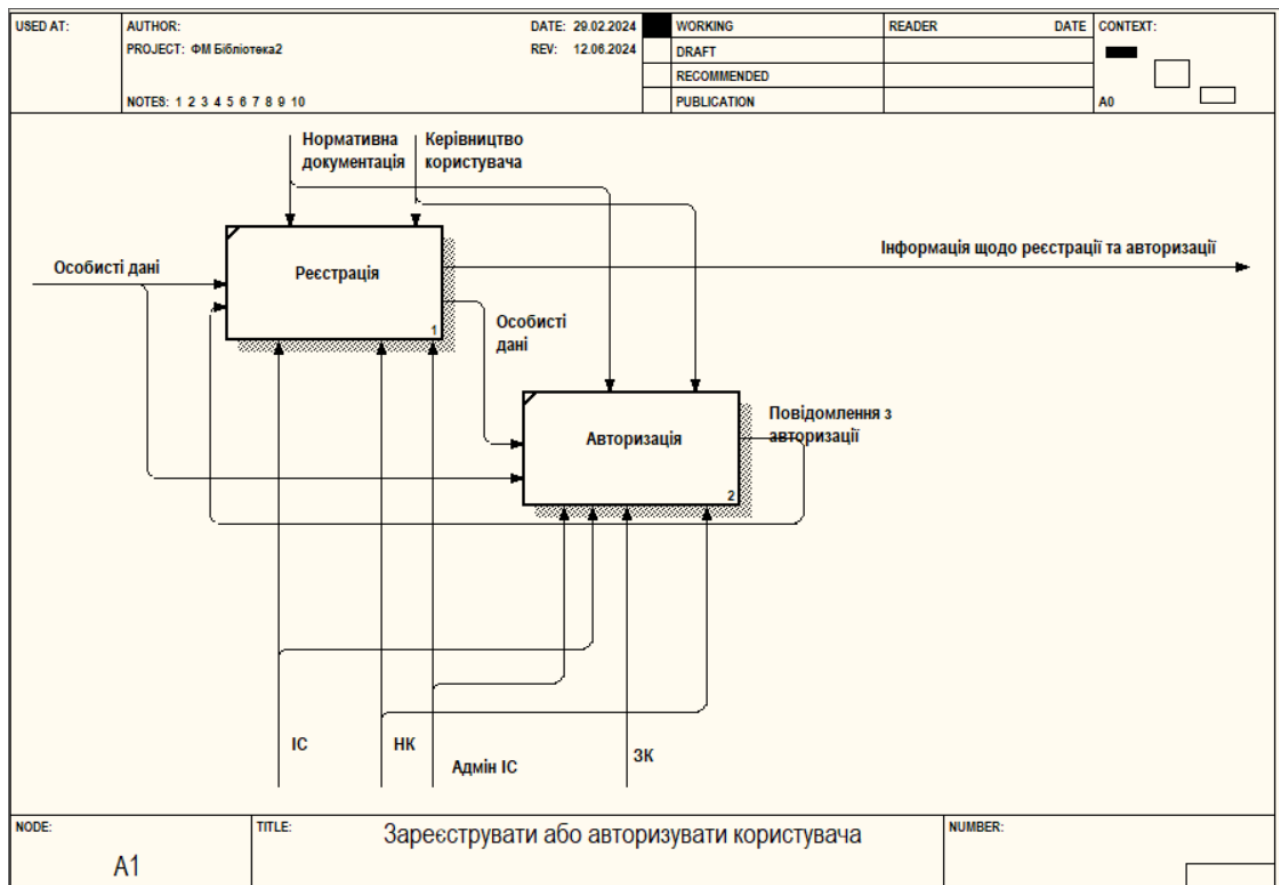 USED AT:
AUTHOR:
DATE: 29.02.2024
WORKING
READER
DATE
CONTEXT:
PROJECT: ФМ Бібліотека2
REV: 12.06.2024
DRAFT
RECOMMENDED
NOTES: 1 2 3 4 5 6 7 8 9 10
PUBLICATION
A0
Нормативна
документація
Керівництво
користувача
Особисті дані
Реєстрація
1
Інформація щодо реєстрації та авторизації
Особисті
дані
Авторизація
2
Повідомлення з
авторизації
ІС
НК
Адмін ІС
ЗК
NODE:
A1
TITLE:
Зареєструвати або авторизувати користувача
NUMBER: